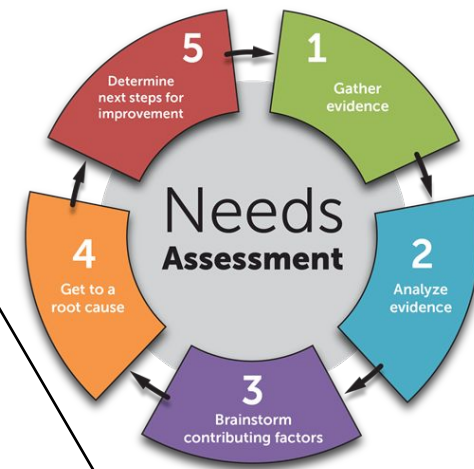 Needs
Assessment
1
Gather
evidence
2
Analyze
evidence
3
Brainstorm
contributing factors
4
Get to a
root cause
5
Determine
next steps for
improvement